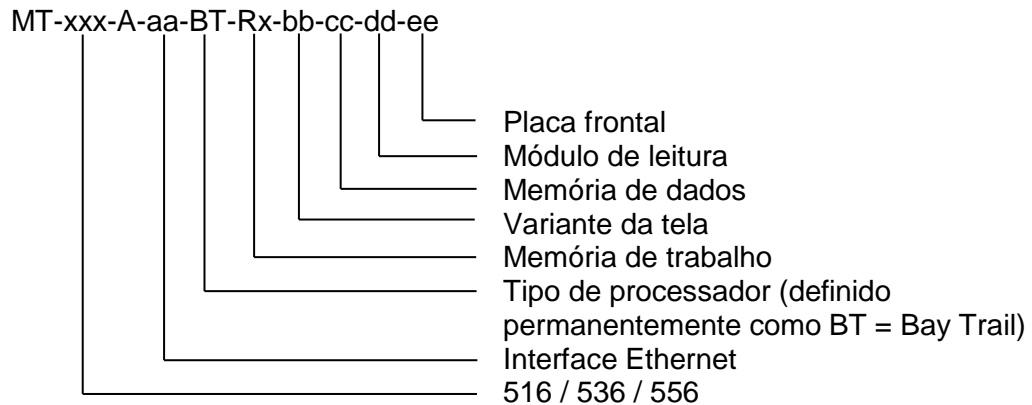 MT-xxx-A-aa-BT-Rx-bb-cc-dd-ee
Placa frontal
Módulo de leitura
Memória de dados
Variante da tela
Memória de trabalho
Tipo de processador (definido
permanentemente como BT = Bay Trail)
Interface Ethernet
516 / 536 / 556